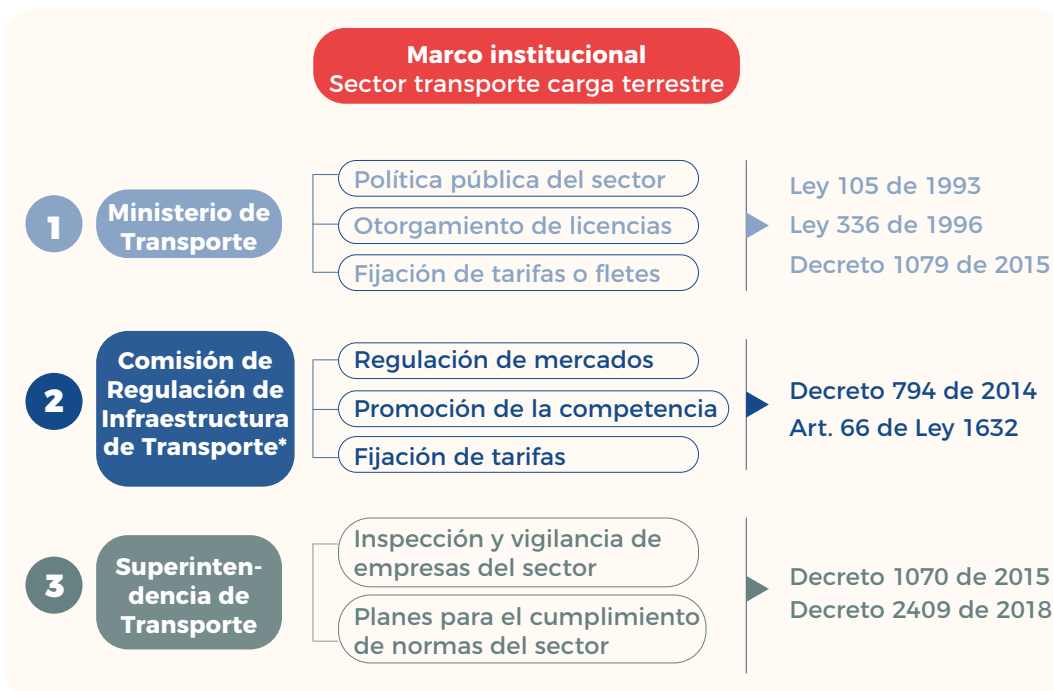 Marco institucional
Sector transporte carga terrestre
1
Ministerio de
Transporte
Política pública del sector
Otorgamiento de licencias
Fijación de tarifas o fletes
Ley 105 de 1993
Ley 336 de 1996
Decreto 1079 de 2015
2
Comisión de
Regulación de
Infraestructura
de Transporte*
Regulación de mercados
Promoción de la competencia
Fijación de tarifas
Decreto 794 de 2014
Art. 66 de Ley 1632
3
Superinten-
dencia de
Transporte
Inspección y vigilancia de
empresas del sector
Planes para el cumplimiento
de normas del sector
Decreto 1070 de 2015
Decreto 2409 de 2018